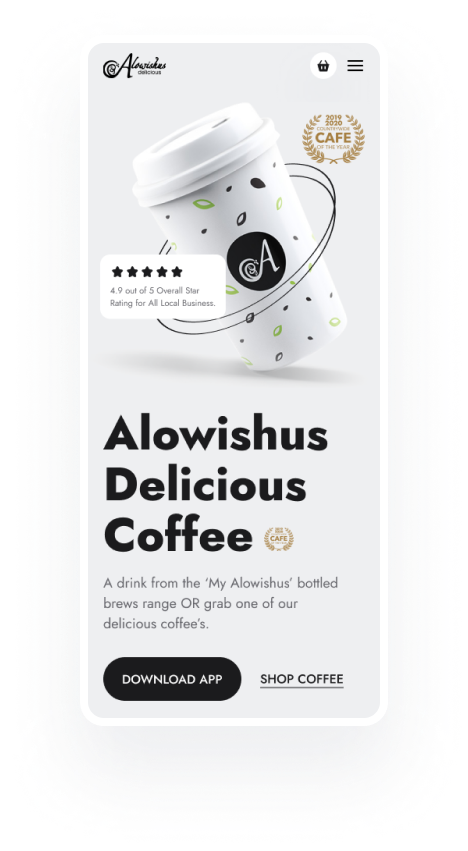 Alowishus
delicious
2019
2020
COUNTRYWIDE
CAFE
OF THE YEAR
A
4.9 out of 5 Overall Star
Rating for All Local Business.
Alowishus
Delicious
Coffee
CAFE
A drink from the ‘My Alowishus’ bottled
brews range OR grab one of our
delicious coffee’s.
DOWNLOAD APP
SHOP COFFEE